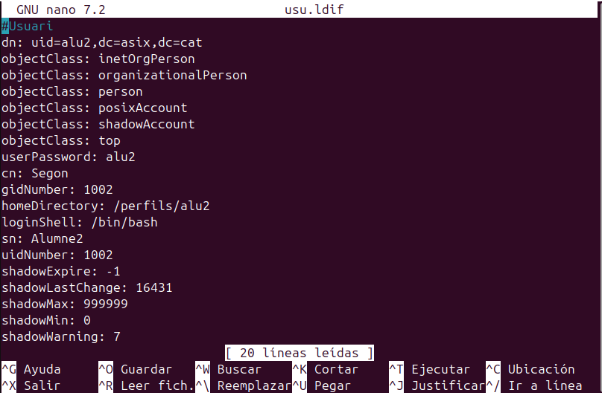 GNU nano 7.2 usu.ldif
#Usuari
dn: uid=alu2,dc=asix,dc=cat
objectClass: inetOrgPerson
objectClass: organizationalPerson
objectClass: person
objectClass: posixAccount
objectClass: shadowAccount
objectClass: top
userPassword: alu2
cn: Segon
gidNumber: 1002
homeDirectory: /perfils/alu2
loginShell: /bin/bash
sn: Alumne2
uidNumber: 1002
shadowExpire: -1
shadowLastChange: 16431
shadowMax: 999999
shadowMin: 0
shadowWarning: 7
[ 20 líneas leídas ]
^G Ayuda ^O Guardar ^W Buscar ^K Cortar ^T Ejecutar ^C Ubicación
^X Salir ^R Leer fich. ^\ Reemplazar ^U Pegar ^J Justificar ^/ Ir a línea